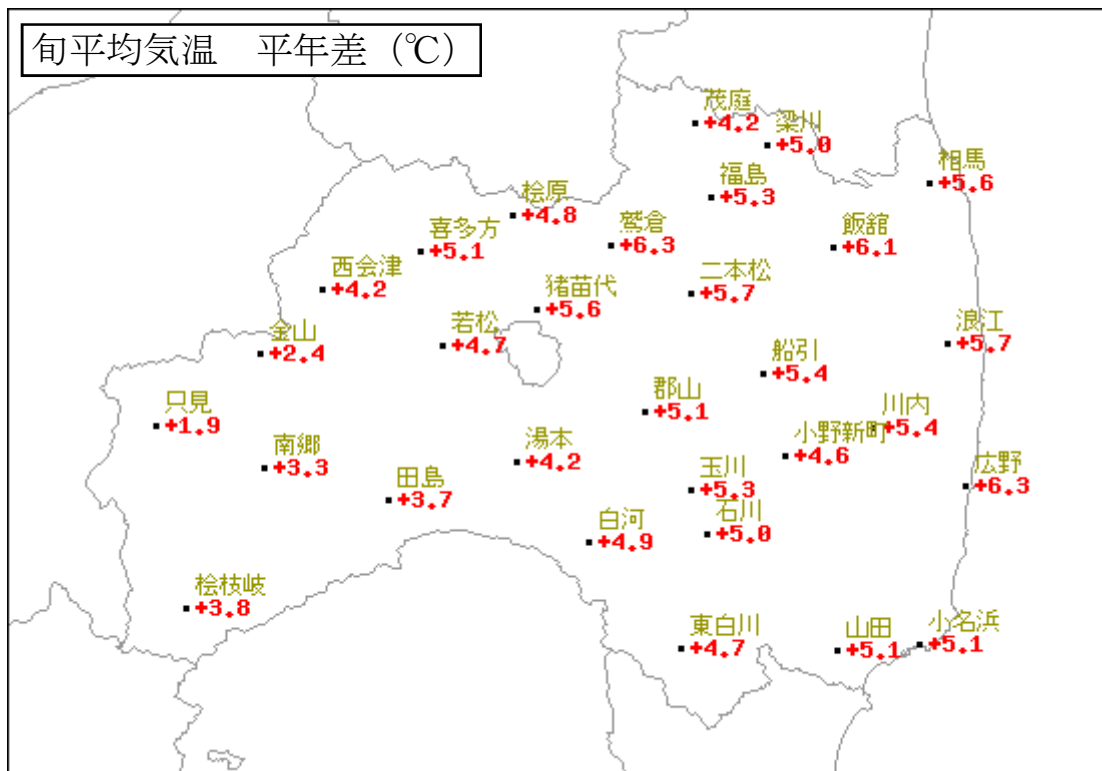 旬平均気温　平年差（℃）
茂庭
+4.2
梁川
+5.0
相馬
+5.6
福島
+5.3
桧原
+4.8
鷲倉
+6.3
飯舘
+6.1
喜多方
+5.1
西会津
+4.2
猪苗代
+5.6
二本松
+5.7
金山
+2.4
若松
+4.7
浪江
+5.7
船引
+5.4
只見
+1.9
郡山
+5.1
川内
+5.4
南郷
+3.3
湯本
+4.2
小野新町
+4.6
田島
+3.7
玉川
+5.3
広野
+6.3
白河
+4.9
石川
+5.0
桧枝岐
+3.8
東白川
+4.7
山田
+5.1
小名浜
+5.1